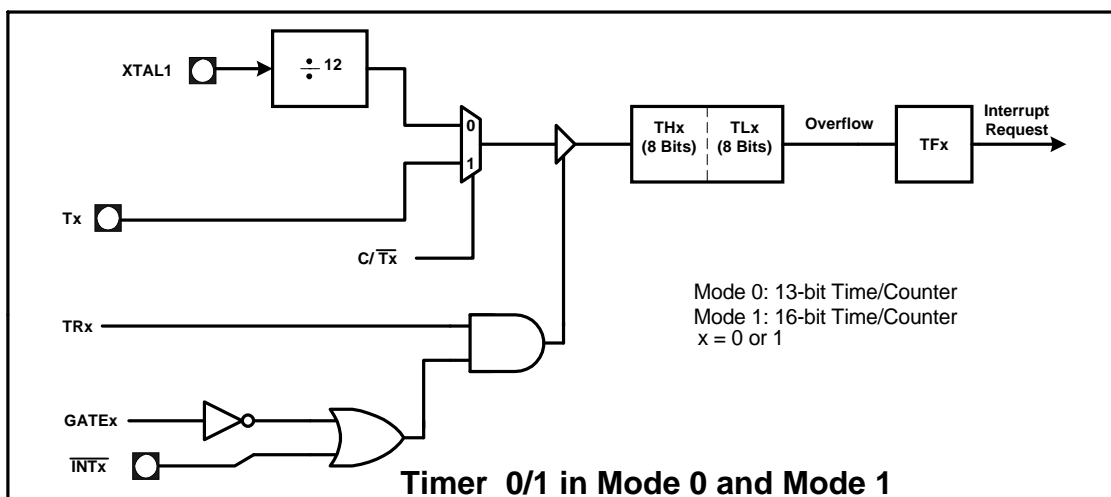 XTAL1
÷ 12
0
1
Tx
C/T̅x̅
THx
(8 Bits)
TLx
(8 Bits)
Overflow
TFx
Interrupt
Request
Mode 0: 13-bit Time/Counter
Mode 1: 16-bit Time/Counter
x = 0 or 1
TRx
GATEx
I̅N̅T̅x̅
Timer 0/1 in Mode 0 and Mode 1